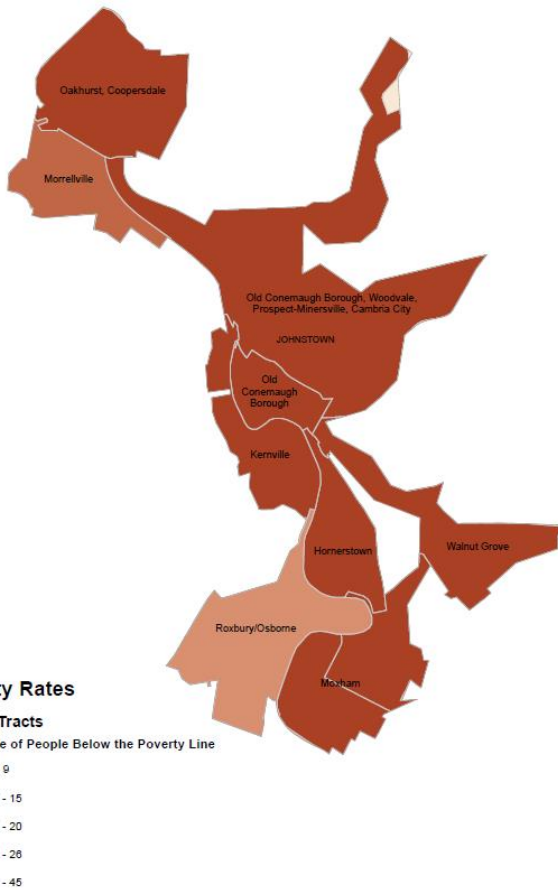 Oakhurst, Coopersdale
Morrellville
Old Conemaugh Borough, Woodvale,
Prospect-Minersville, Cambria City
JOHNSTOWN
Old
Conemaugh
Borough
Kernville
Hornerstown
Walnut Grove
Roxbury/Osborne
Moxham
ty Rates
Tracts
e of People Below the Poverty Line
9
- 15
- 20
- 26
- 45